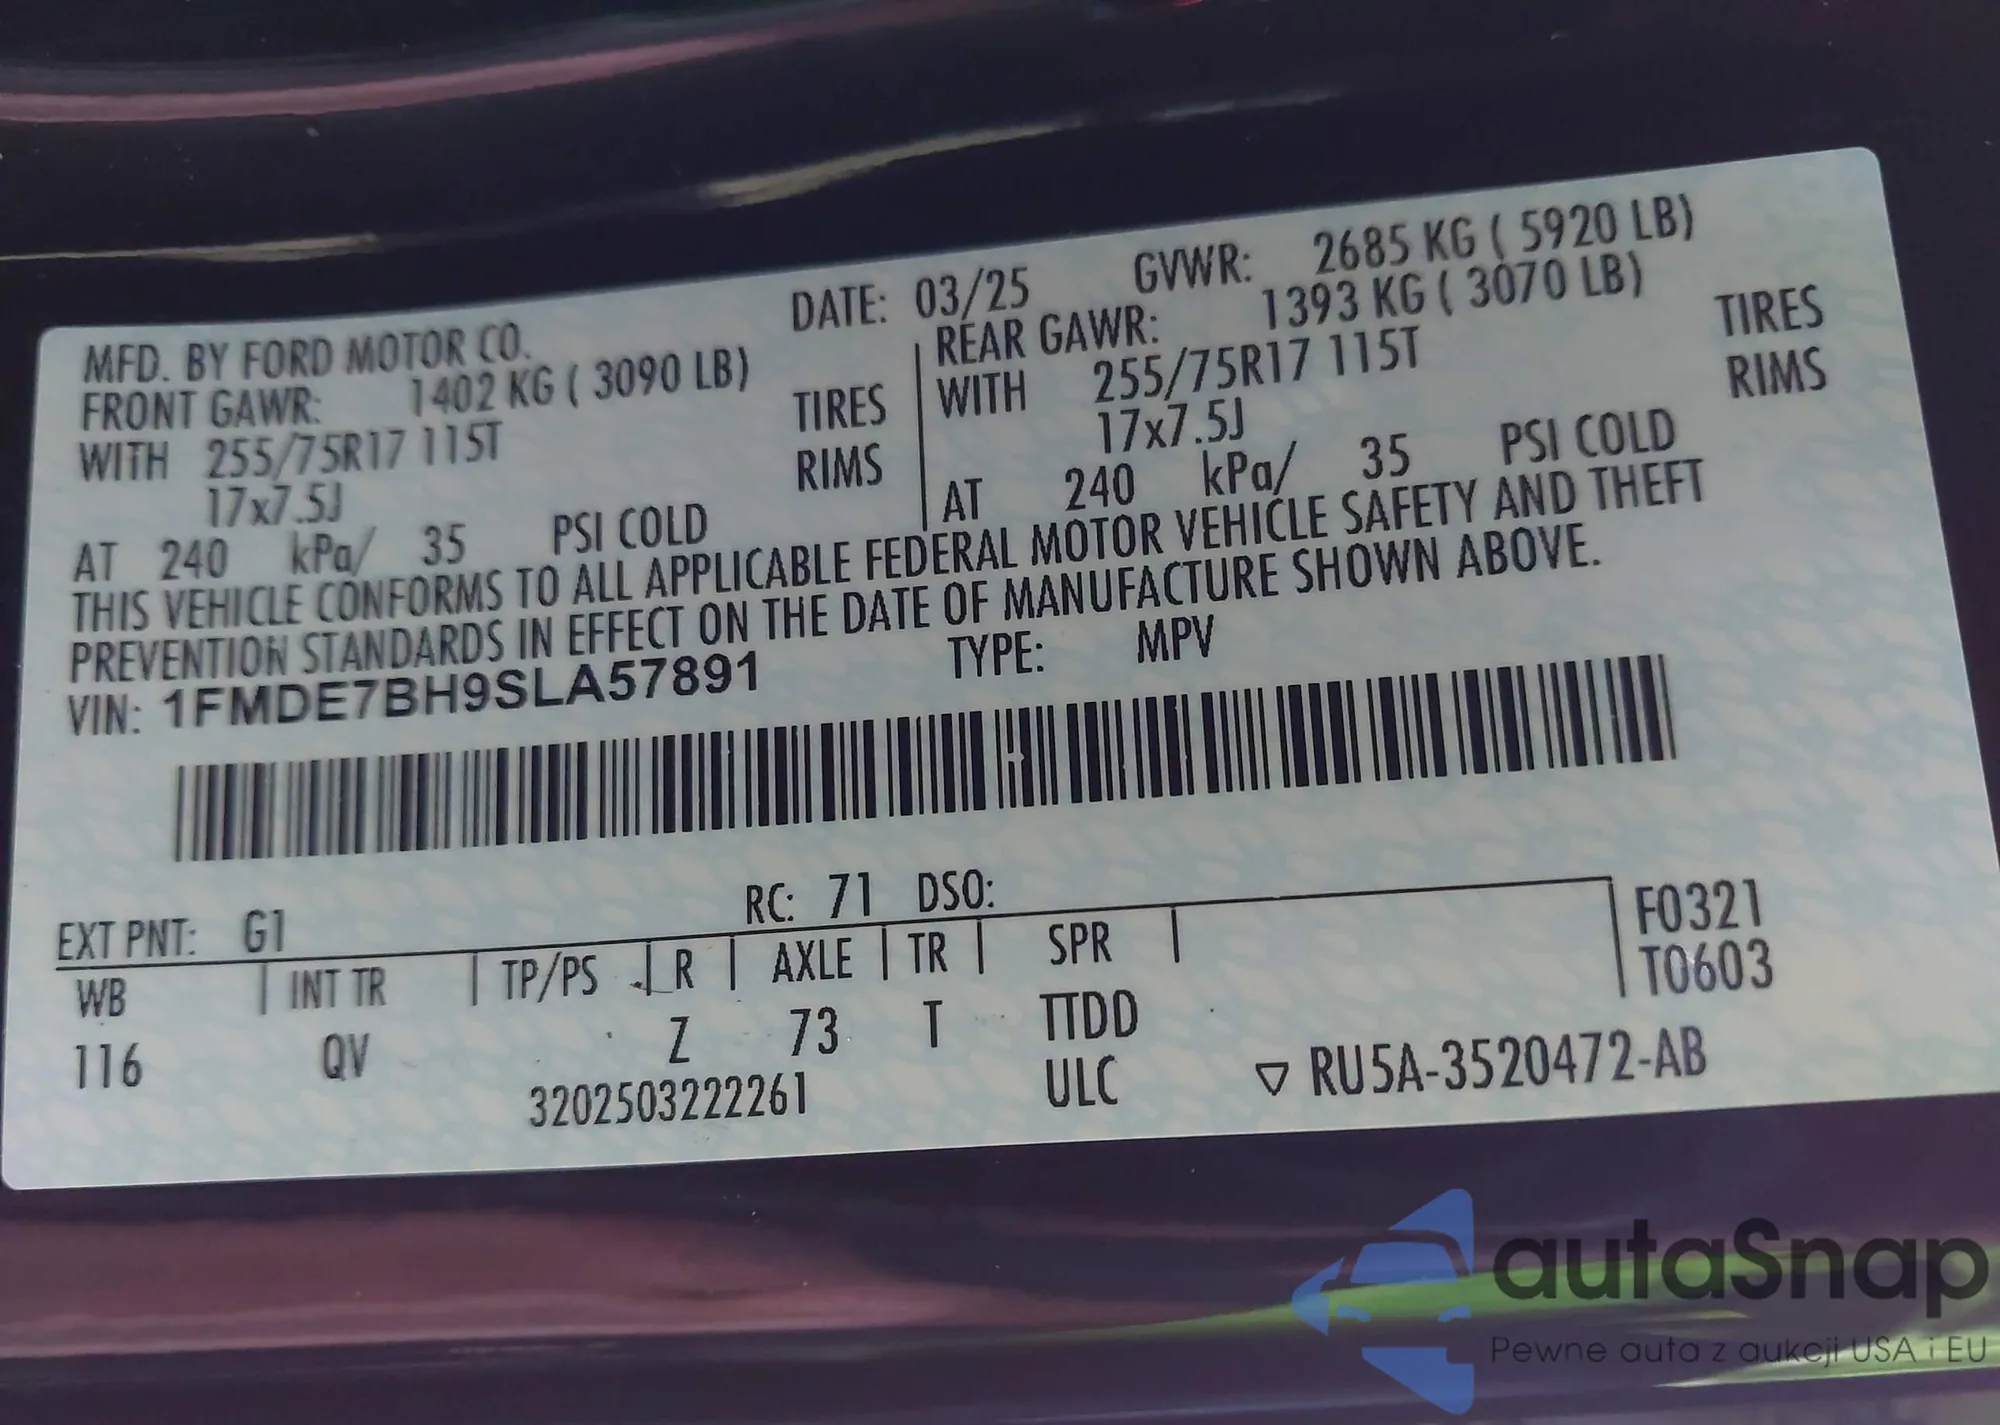 MFD. BY FORD MOTOR CO.
DATE: 03/25 GVWR: 2685 KG ( 5920 LB)
FRONT GAWR: 1402 KG ( 3090 LB)
WITH 255/75R17 115T TIRES
17x7.5J RIMS
AT 240 kPa/ 35 PSI COLD
REAR GAWR: 1393 KG ( 3070 LB)
WITH 255/75R17 115T TIRES
17x7.5J RIMS
AT 240 kPa/ 35 PSI COLD
THIS VEHICLE CONFORMS TO ALL APPLICABLE FEDERAL MOTOR VEHICLE SAFETY AND THEFT
PREVENTION STANDARDS IN EFFECT ON THE DATE OF MANUFACTURE SHOWN ABOVE.
VIN: 1FMDE7BH9SLA57891 TYPE: MPV
EXT PNT: G1 RC: 71 DSO:
WB INT TR TP/PS R AXLE TR SPR
116 QV Z 73 T TTDD
3202503222261 ULC
F0321
T0603
RU5A-3520472-AB
autaSnap
Pewne auta z aukcji USA i EU